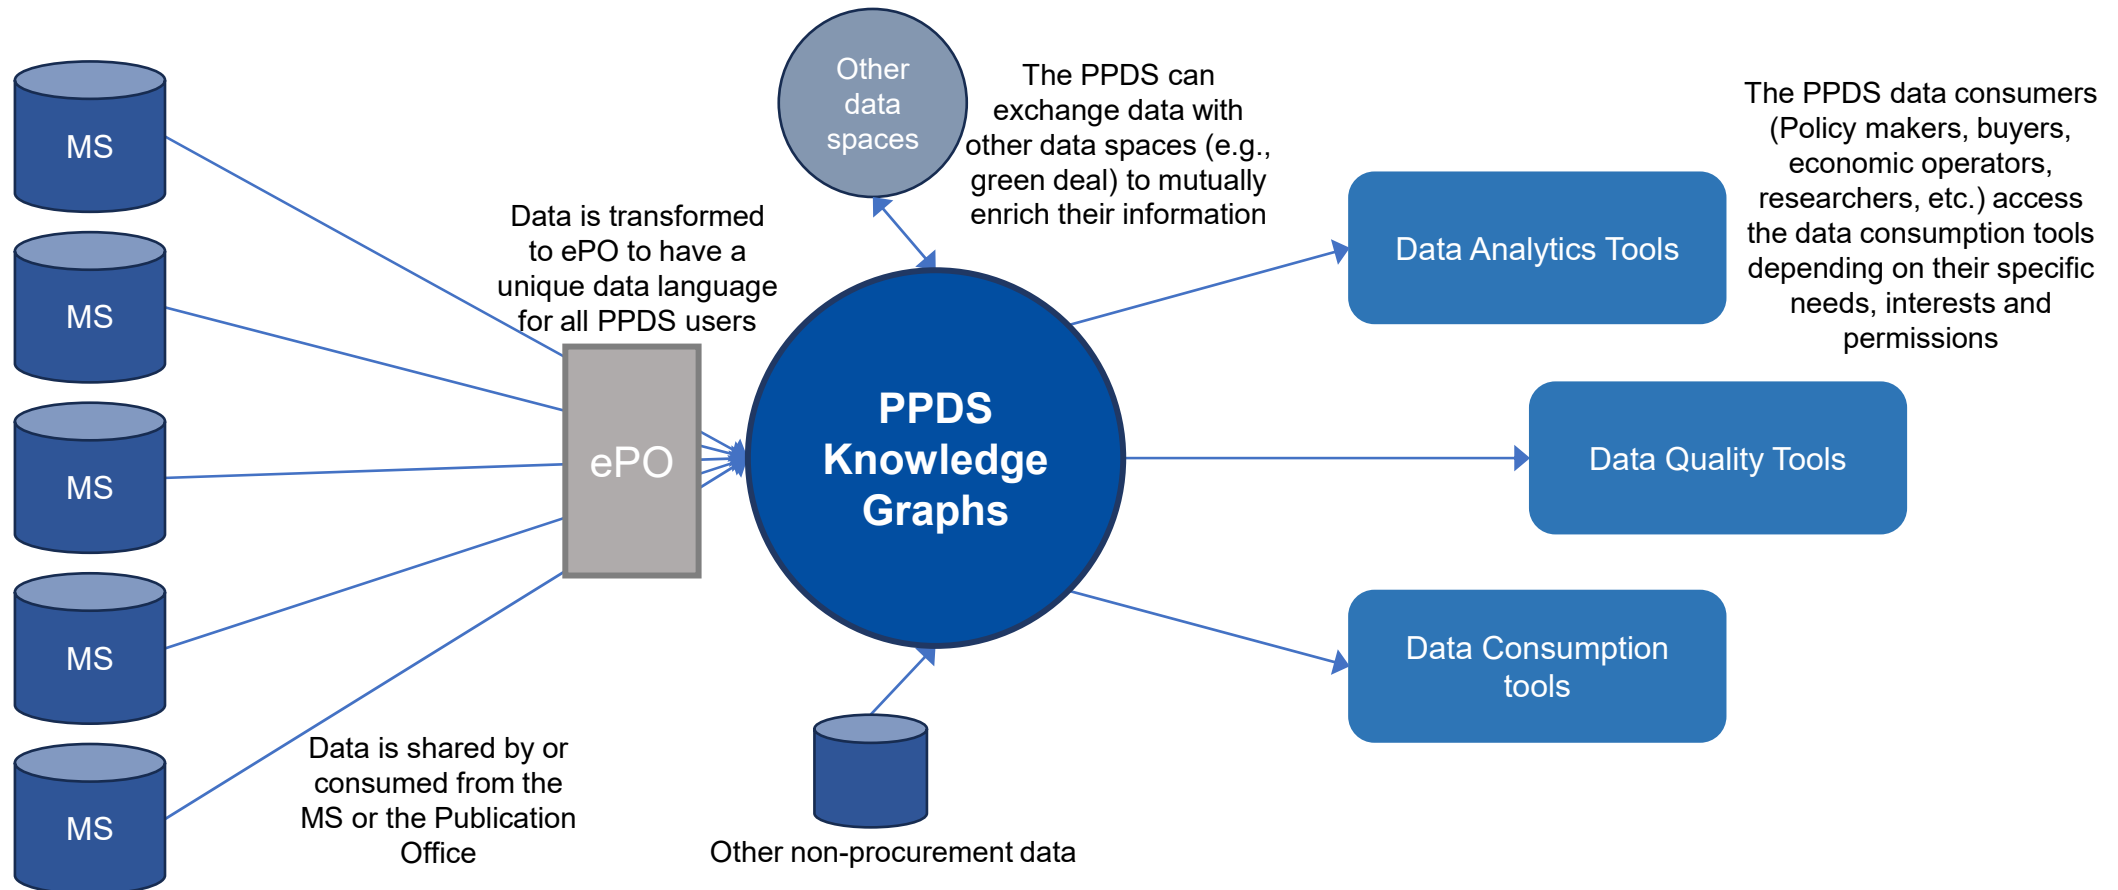 MS
MS
MS
MS
MS
Data is shared by or
consumed from the
MS or the Publication
Office
Data is transformed
to ePO to have a
unique data language
for all PPDS users
ePO
Other
data
spaces
The PPDS can
exchange data with
other data spaces (e.g.,
green deal) to mutually
enrich their information
PPDS
Knowledge
Graphs
Other non-procurement data
Data Analytics Tools
Data Quality Tools
Data Consumption
tools
The PPDS data consumers
(Policy makers, buyers,
economic operators,
researchers, etc.) access
the data consumption tools
depending on their specific
needs, interests and
permissions